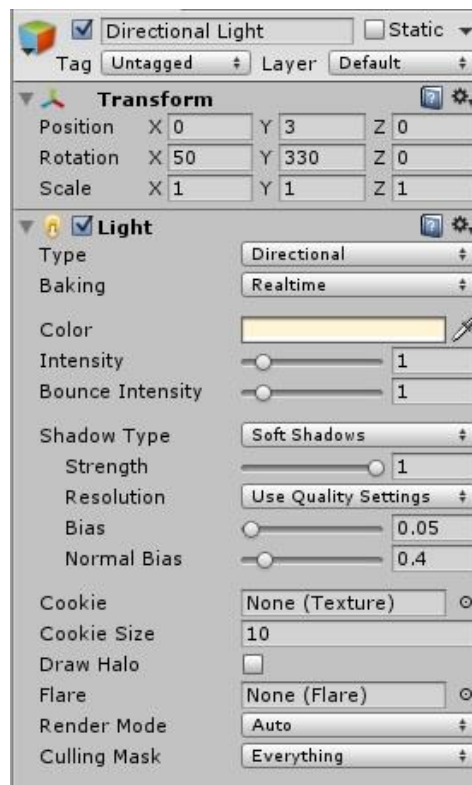 Directional Light Static
Tag Untagged Layer Default
Transform
Position X 0 Y 3 Z 0
Rotation X 50 Y 330 Z 0
Scale X 1 Y 1 Z 1
Light
Type Directional
Baking Realtime
Color
Intensity 1
Bounce Intensity 1
Shadow Type Soft Shadows
Strength 1
Resolution Use Quality Settings
Bias 0.05
Normal Bias 0.4
Cookie None (Texture)
Cookie Size 10
Draw Halo
Flare None (Flare)
Render Mode Auto
Culling Mask Everything